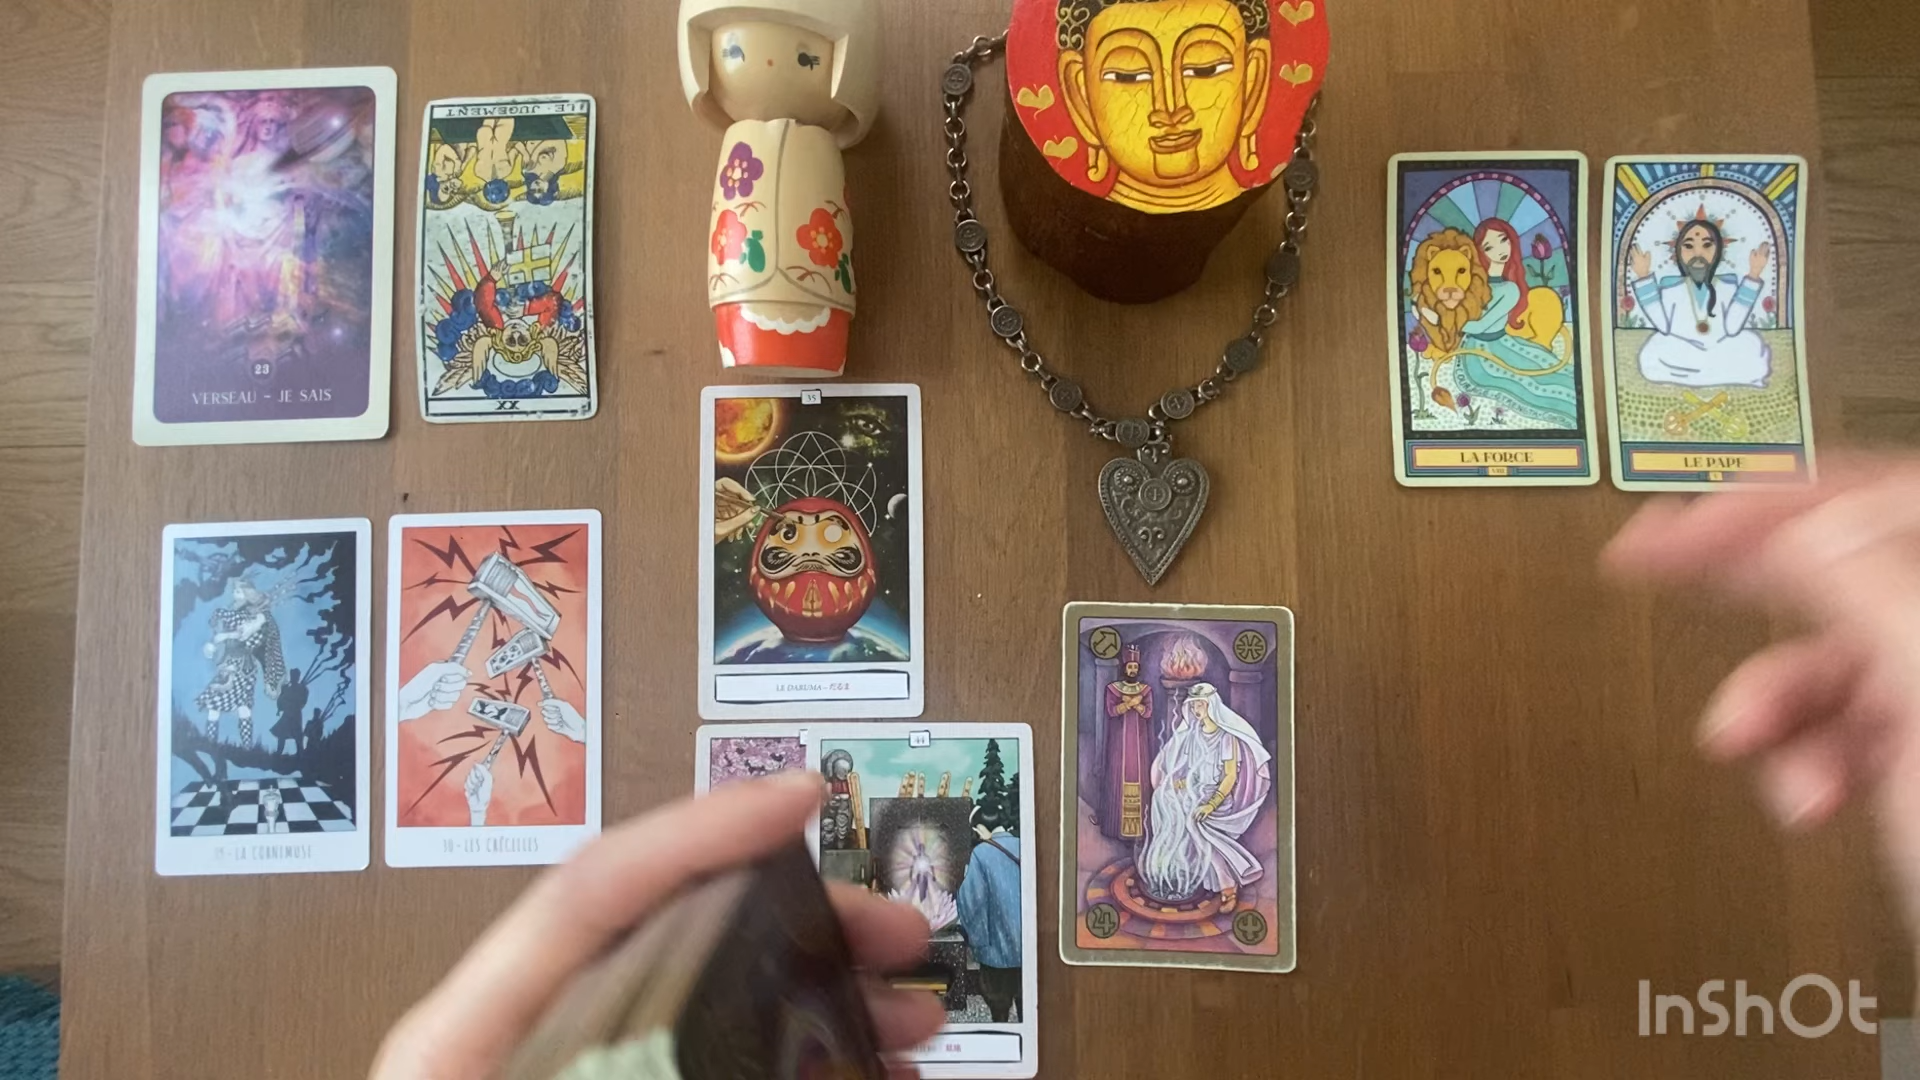 23
VERSEAU - JE SAIS
LE · JUGEMENT
XX
35
LE DARUMA - だるま
LA FORCE
VIII
LE PAPE
V
35 - LA CORNEMUSE
30 - LES CRÉCELLES
44
InShOt